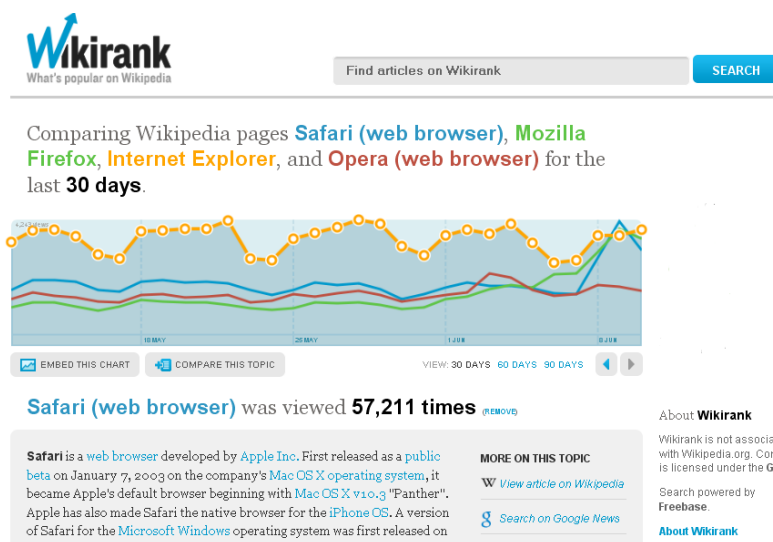 Wikirank
What's popular on Wikipedia
Find articles on Wikirank
SEARCH
Comparing Wikipedia pages Safari (web browser), Mozilla
Firefox, Internet Explorer, and Opera (web browser) for the
last 30 days.
18 MAY
25 MAY
1 JUN
8 JUN
EMBED THIS CHART
COMPARE THIS TOPIC
VIEW: 30 DAYS 60 DAYS 90 DAYS
Safari (web browser) was viewed 57,211 times (REMOVE)
Safari is a web browser developed by Apple Inc. First released as a public
beta on January 7, 2003 on the company's Mac OS X operating system, it
became Apple's default browser beginning with Mac OS X v10.3 "Panther".
Apple has also made Safari the native browser for the iPhone OS. A version
of Safari for the Microsoft Windows operating system was first released on
MORE ON THIS TOPIC
W View article on Wikipedia
g Search on Google News
About Wikirank
Wikirank is not associa
with Wikipedia.org. Con
is licensed under the G
Search powered by
Freebase.
About Wikirank